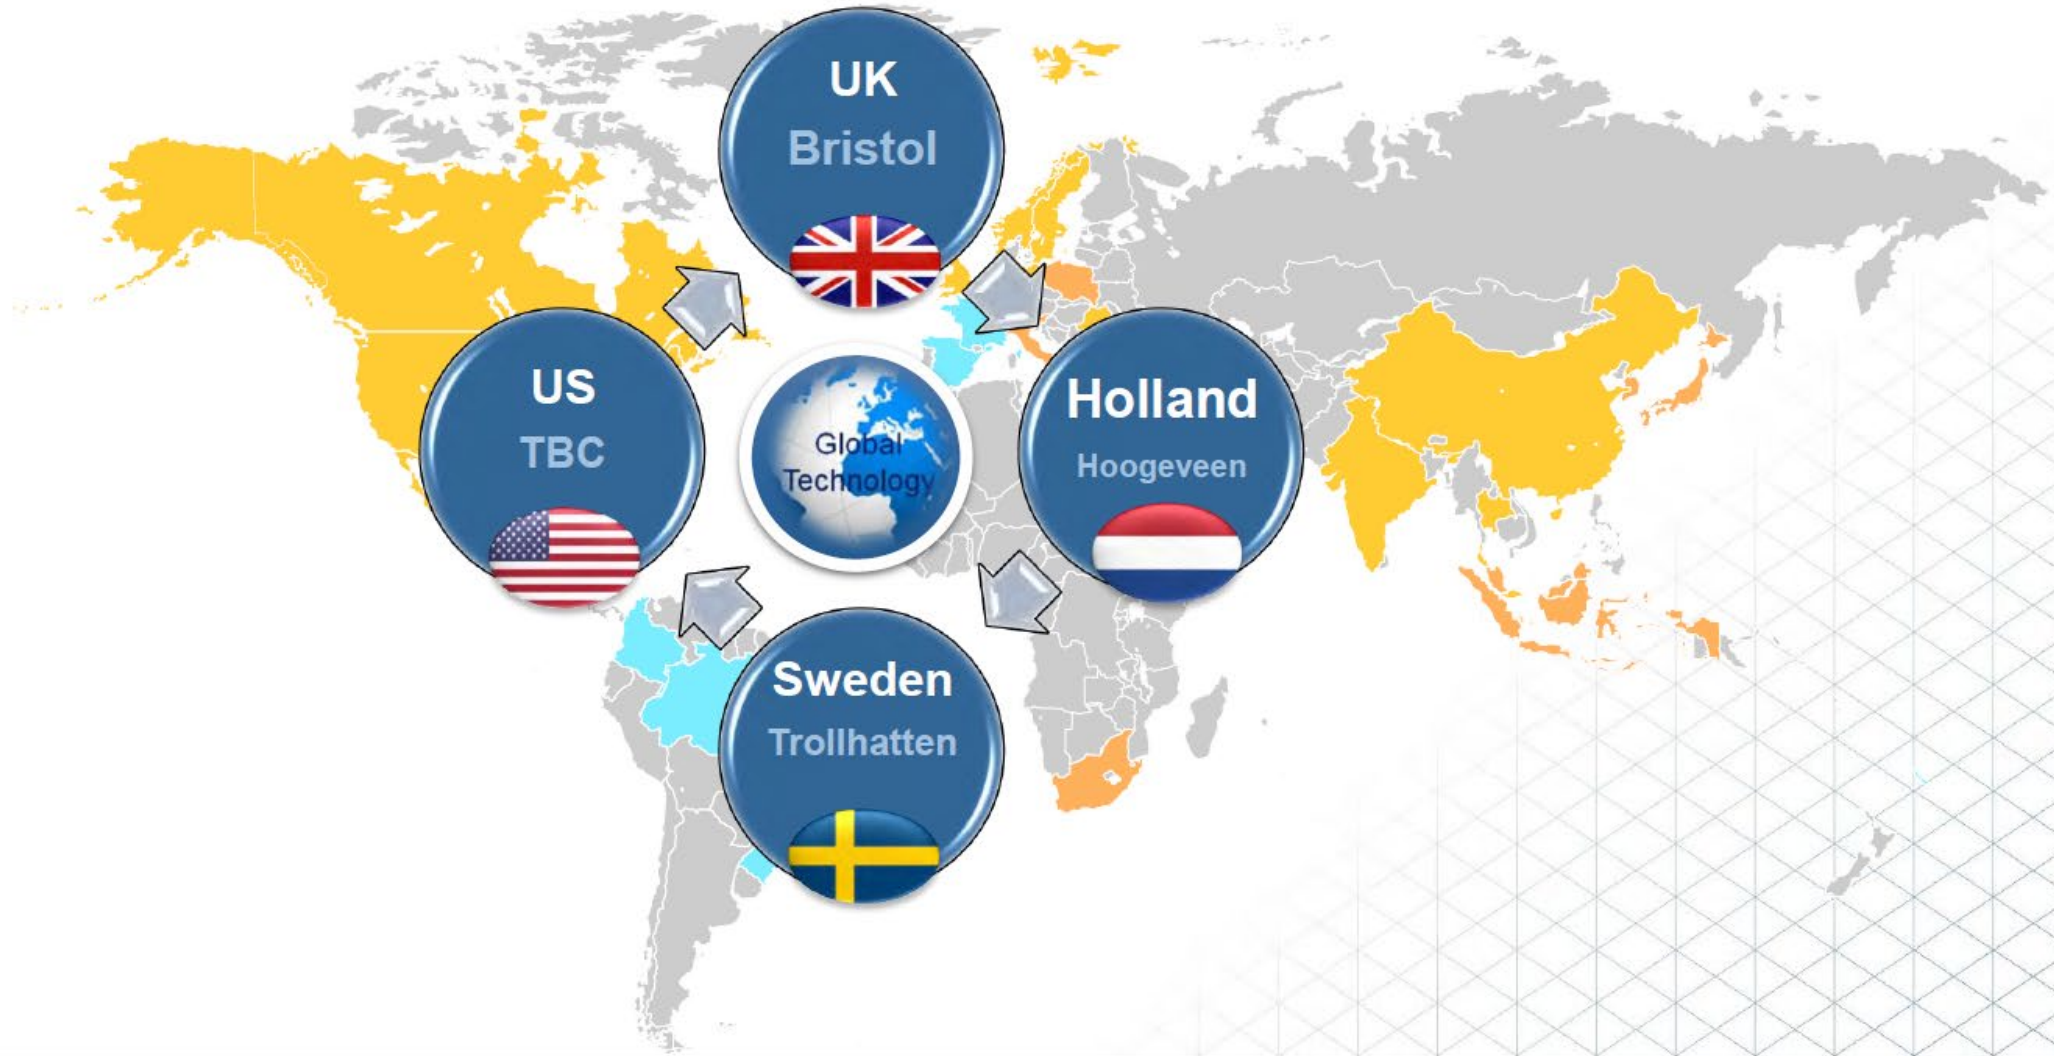 UK
Bristol
US
TBC
Global
Technology
Holland
Hoogeveen
Sweden
Trollhatten